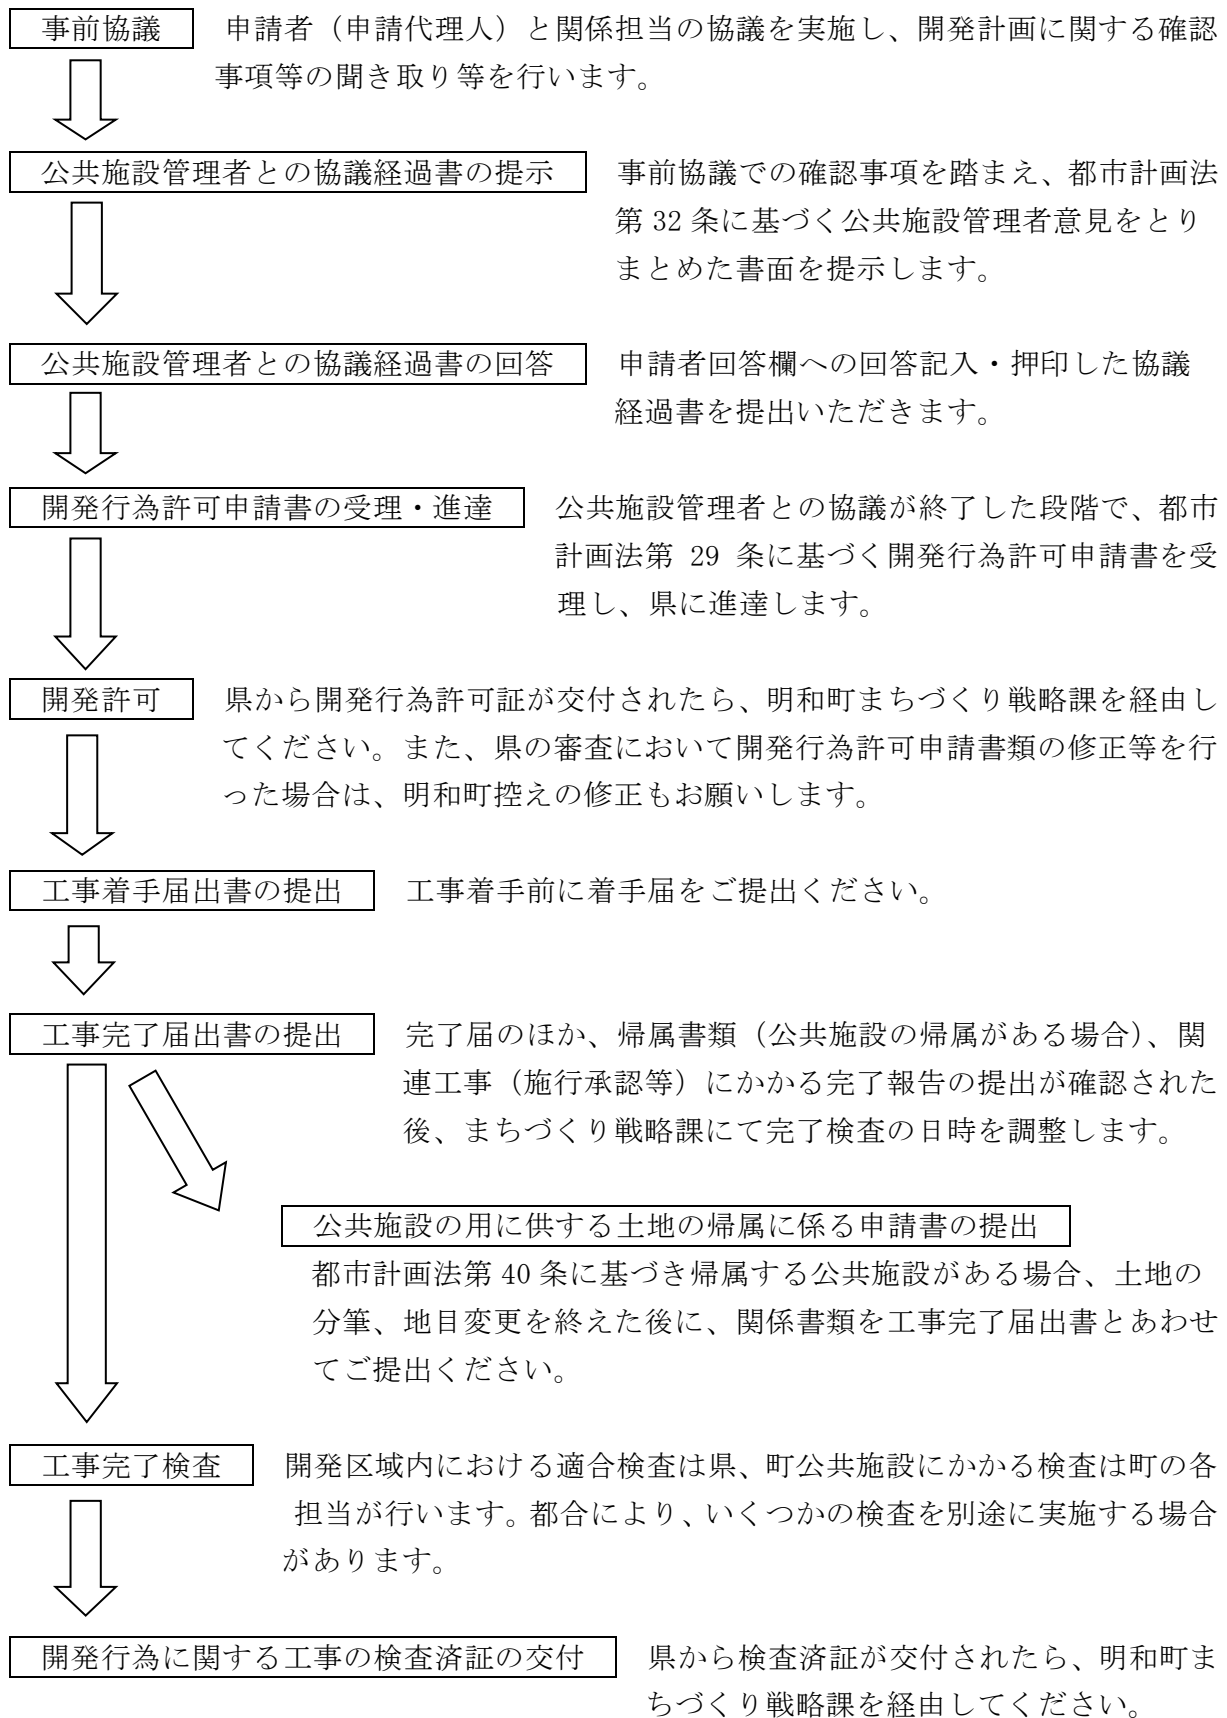 事前協議　申請者（申請代理人）と関係担当の協議を実施し、開発計画に関する確認
事項等の聞き取り等を行います。
公共施設管理者との協議経過書の提示　事前協議での確認事項を踏まえ、都市計画法
第 32 条に基づく公共施設管理者意見をとり
まとめた書面を提示します。
公共施設管理者との協議経過書の回答　申請者回答欄への回答記入・押印した協議
経過書を提出いただきます。
開発行為許可申請書の受理・進達　公共施設管理者との協議が終了した段階で、都市
計画法第 29 条に基づく開発行為許可申請書を受
理し、県に進達します。
開発許可　県から開発行為許可証が交付されたら、明和町まちづくり戦略課を経由し
てください。また、県の審査において開発行為許可申請書類の修正等を行
った場合は、明和町控えの修正もお願いします。
工事着手届出書の提出　工事着手前に着手届をご提出ください。
工事完了届出書の提出　完了届のほか、帰属書類（公共施設の帰属がある場合）、関
連工事（施行承認等）にかかる完了報告の提出が確認された
後、まちづくり戦略課にて完了検査の日時を調整します。
公共施設の用に供する土地の帰属に係る申請書の提出
都市計画法第 40 条に基づき帰属する公共施設がある場合、土地の
分筆、地目変更を終えた後に、関係書類を工事完了届出書とあわせ
てご提出ください。
工事完了検査　開発区域内における適合検査は県、町公共施設にかかる検査は町の各
担当が行います。都合により、いくつかの検査を別途に実施する場合
があります。
開発行為に関する工事の検査済証の交付　県から検査済証が交付されたら、明和町ま
ちづくり戦略課を経由してください。